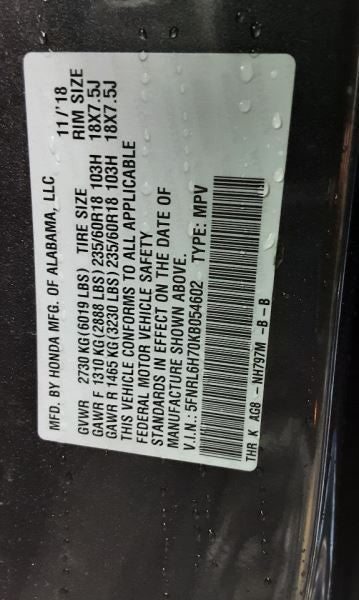 MFD. BY HONDA MFG. OF ALABAMA, LLC 11/'18
TIRE SIZE RIM SIZE
GVWR 2730 KG(6019 LBS)
GAWR F 1310 KG(2888 LBS) 235/60R18 103H 18X7.5J
GAWR R 1465 KG(3230 LBS) 235/60R18 103H 18X7.5J
THIS VEHICLE CONFORMS TO ALL APPLICABLE
FEDERAL MOTOR VEHICLE SAFETY
STANDARDS IN EFFECT ON THE DATE OF
MANUFACTURE SHOWN ABOVE.
V.I.N.: 5FNRL6H70KB054602 TYPE: MPV
THR K AG8 - NH797M -B -B